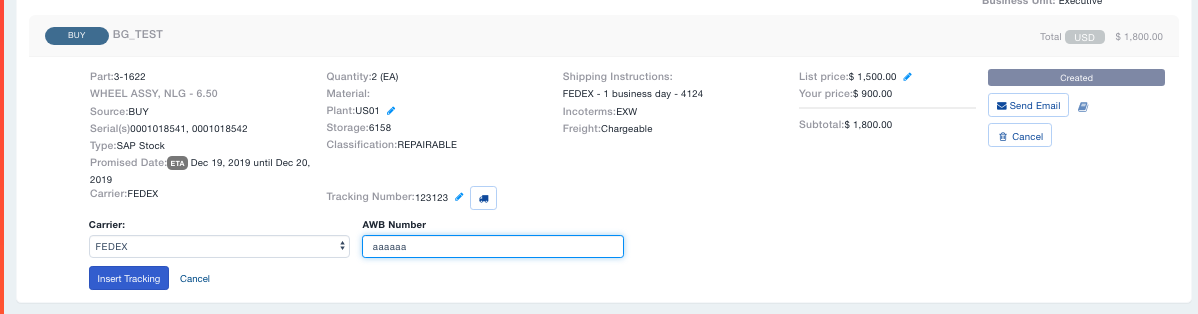 Business Unit: Executive
BUY BG_TEST
Total USD $ 1,800.00
Part:3-1622
WHEEL ASSY, NLG - 6.50
Source:BUY
Serial(s)0001018541, 0001018542
Type:SAP Stock
Promised Date: ETA Dec 19, 2019 until Dec 20,
2019
Carrier:FEDEX
Quantity:2 (EA)
Material:
Plant:US01
Storage:6158
Classification:REPAIRABLE
Tracking Number:123123
Shipping Instructions:
FEDEX - 1 business day - 4124
Incoterms:EXW
Freight:Chargeable
List price:$ 1,500.00
Your price:$ 900.00
Subtotal:$ 1,800.00
Created
Send Email
Cancel
Carrier:
FEDEX
AWB Number
aaaaaa
Insert Tracking Cancel